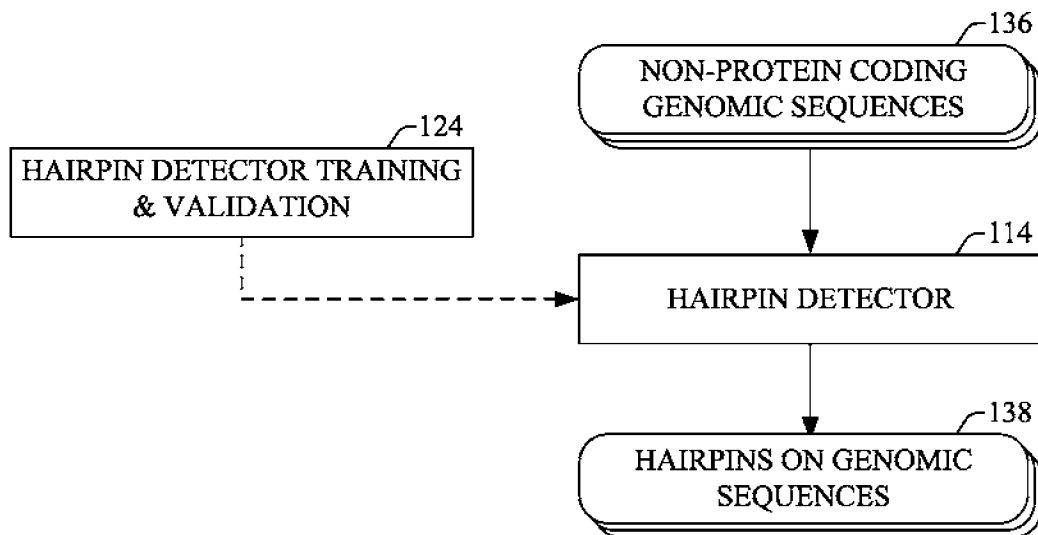 136
NON-PROTEIN CODING
GENOMIC SEQUENCES
124
HAIRPIN DETECTOR TRAINING
& VALIDATION
114
HAIRPIN DETECTOR
138
HAIRPINS ON GENOMIC
SEQUENCES